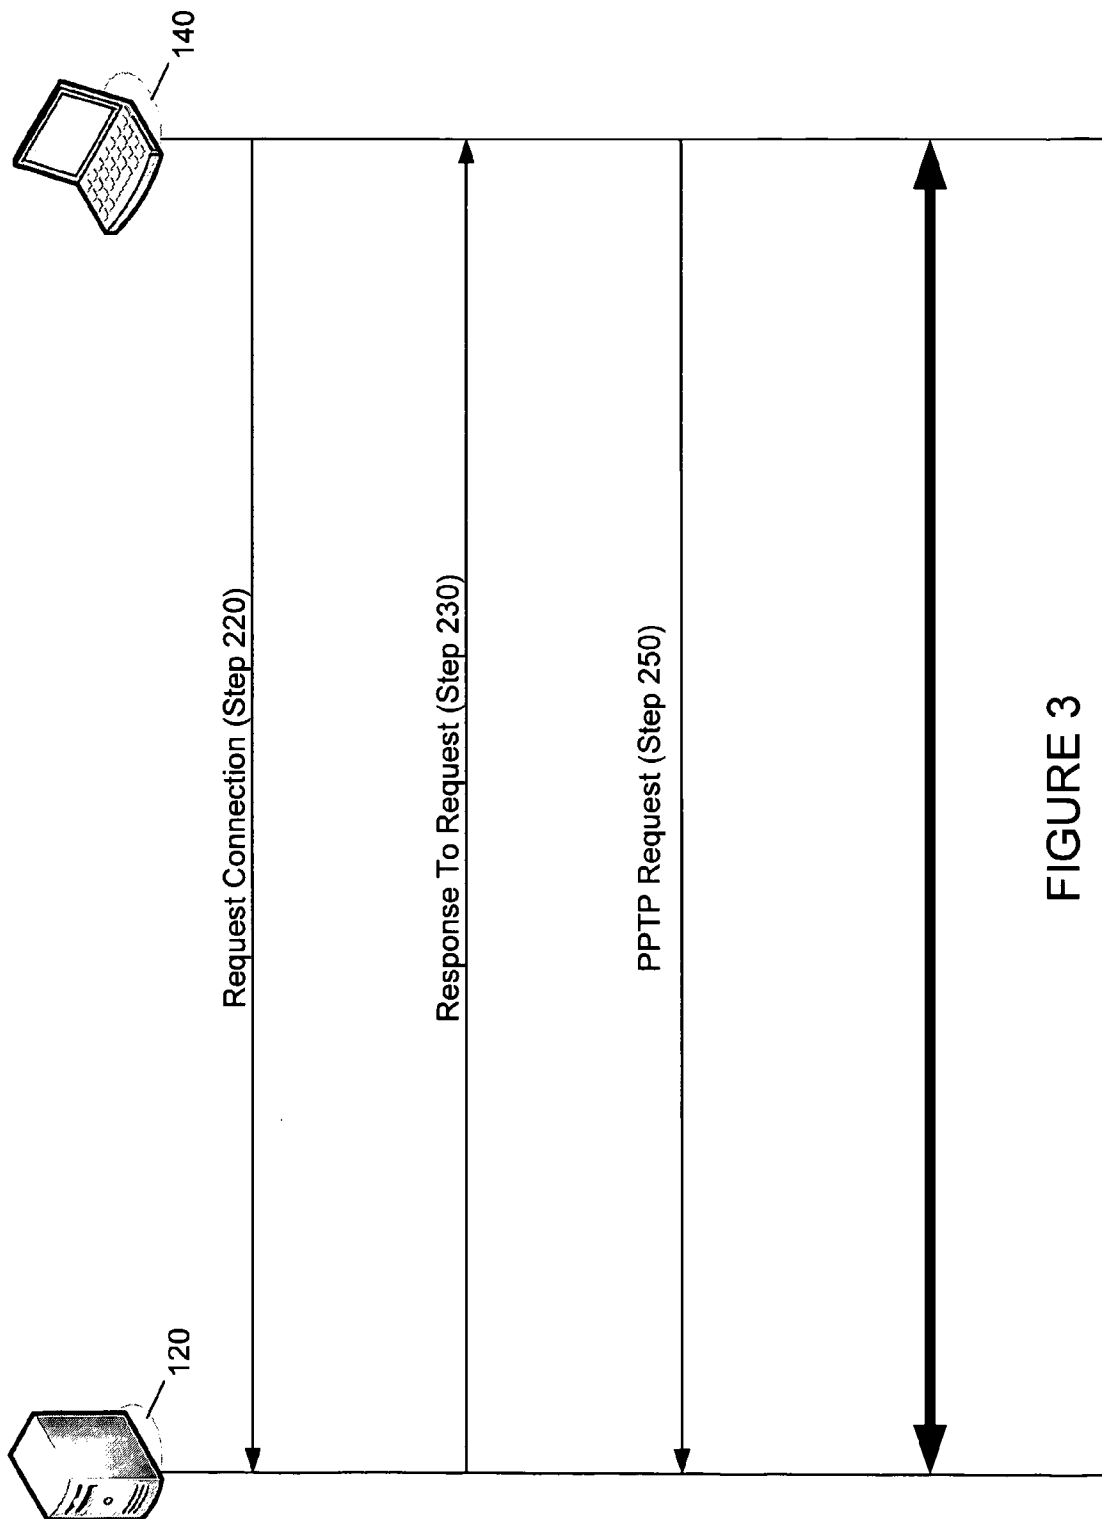 120
140
Request Connection (Step 220)
Response To Request (Step 230)
PPTP Request (Step 250)
FIGURE 3